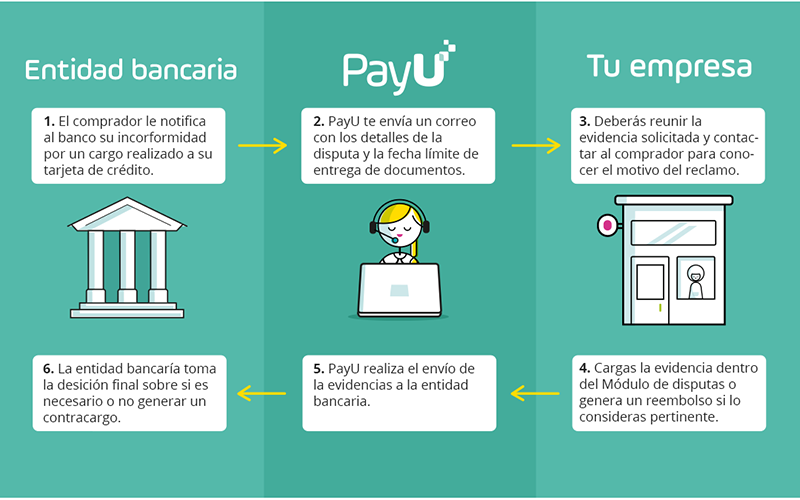 Entidad bancaria
PayU
Tu empresa
1. El comprador le notifica
al banco su incorformidad
por un cargo realizado a su
tarjeta de crédito.
2. PayU te envía un correo
con los detalles de la
disputa y la fecha límite de
entrega de documentos.
3. Deberás reunir la
evidencia solicitada y contac-
tar al comprador para cono-
cer el motivo del reclamo.
6. La entidad bancaría toma
la desición final sobre si es
necesario o no generar un
contracargo.
5. PayU realiza el envío de
la evidencias a la entidad
bancaria.
4. Cargas la evidencia dentro
del Módulo de disputas o
genera un reembolso si lo
consideras pertinente.